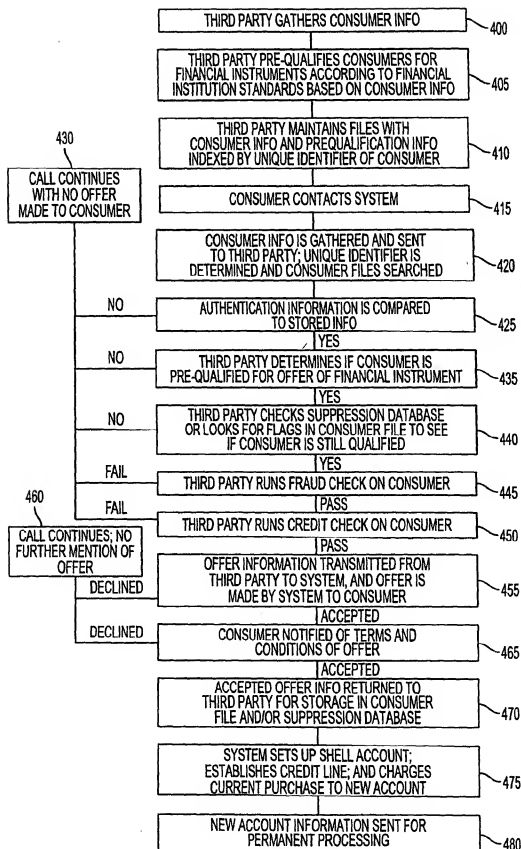 THIRD PARTY GATHERS CONSUMER INFO
400
THIRD PARTY PRE-QUALIFIES CONSUMERS FOR
FINANCIAL INSTRUMENTS ACCORDING TO FINANCIAL
INSTITUTION STANDARDS BASED ON CONSUMER INFO
405
THIRD PARTY MAINTAINS FILES WITH
CONSUMER INFO AND PREQUALIFICATION INFO
INDEXED BY UNIQUE IDENTIFIER OF CONSUMER
410
430
CALL CONTINUES
WITH NO OFFER
MADE TO CONSUMER
CONSUMER CONTACTS SYSTEM
415
CONSUMER INFO IS GATHERED AND SENT
TO THIRD PARTY; UNIQUE IDENTIFIER IS
DETERMINED AND CONSUMER FILES SEARCHED
420
NO
AUTHENTICATION INFORMATION IS COMPARED
TO STORED INFO
425
YES
NO
THIRD PARTY DETERMINES IF CONSUMER IS
PRE-QUALIFIED FOR OFFER OF FINANCIAL INSTRUMENT
435
YES
NO
THIRD PARTY CHECKS SUPPRESSION DATABASE
OR LOOKS FOR FLAGS IN CONSUMER FILE TO SEE
IF CONSUMER IS STILL QUALIFIED
440
YES
FAIL
THIRD PARTY RUNS FRAUD CHECK ON CONSUMER
445
PASS
FAIL
THIRD PARTY RUNS CREDIT CHECK ON CONSUMER
450
PASS
460
CALL CONTINUES; NO
FURTHER MENTION OF
OFFER
DECLINED
OFFER INFORMATION TRANSMITTED FROM
THIRD PARTY TO SYSTEM, AND OFFER IS
MADE BY SYSTEM TO CONSUMER
455
ACCEPTED
DECLINED
CONSUMER NOTIFIED OF TERMS AND
CONDITIONS OF OFFER
465
ACCEPTED
ACCEPTED OFFER INFO RETURNED TO
THIRD PARTY FOR STORAGE IN CONSUMER
FILE AND/OR SUPPRESSION DATABASE
470
SYSTEM SETS UP SHELL ACCOUNT;
ESTABLISHES CREDIT LINE; AND CHARGES
CURRENT PURCHASE TO NEW ACCOUNT
475
NEW ACCOUNT INFORMATION SENT FOR
PERMANENT PROCESSING
480